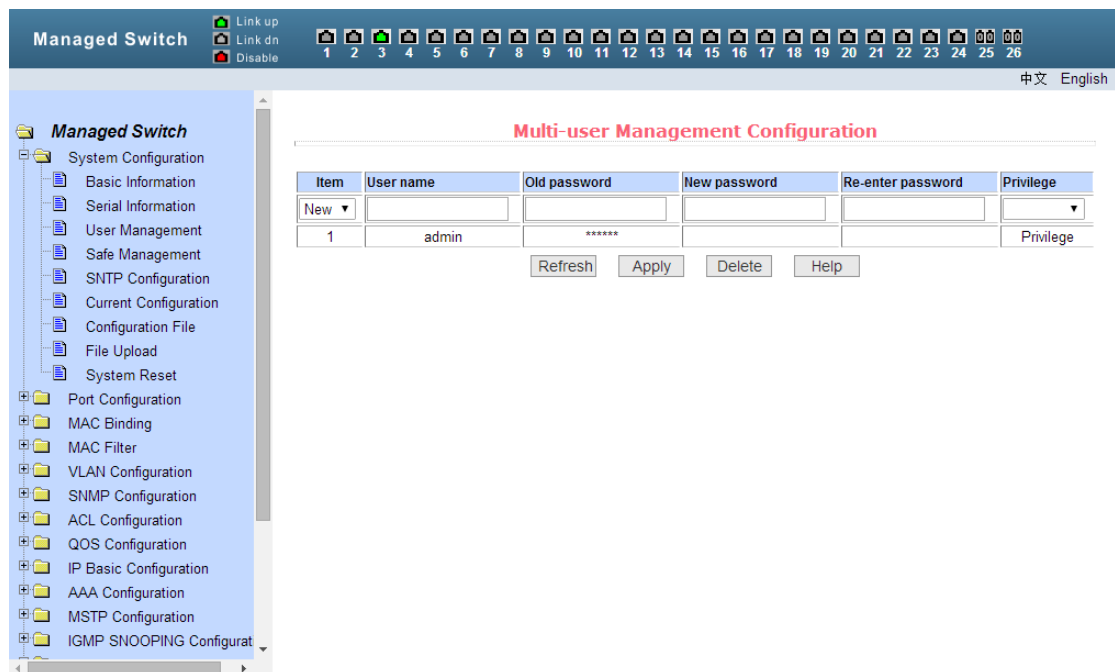 Managed Switch
Link up
Link dn
Disable
1 2 3 4 5 6 7 8 9 10 11 12 13 14 15 16 17 18 19 20 21 22 23 24 25 26
中文 English
Managed Switch
System Configuration
Basic Information
Serial Information
User Management
Safe Management
SNTP Configuration
Current Configuration
Configuration File
File Upload
System Reset
Port Configuration
MAC Binding
MAC Filter
VLAN Configuration
SNMP Configuration
ACL Configuration
QOS Configuration
IP Basic Configuration
AAA Configuration
MSTP Configuration
IGMP SNOOPING Configurat
Multi-user Management Configuration
Item User name Old password New password Re-enter password Privilege
New
1 admin ****** Privilege
Refresh Apply Delete Help